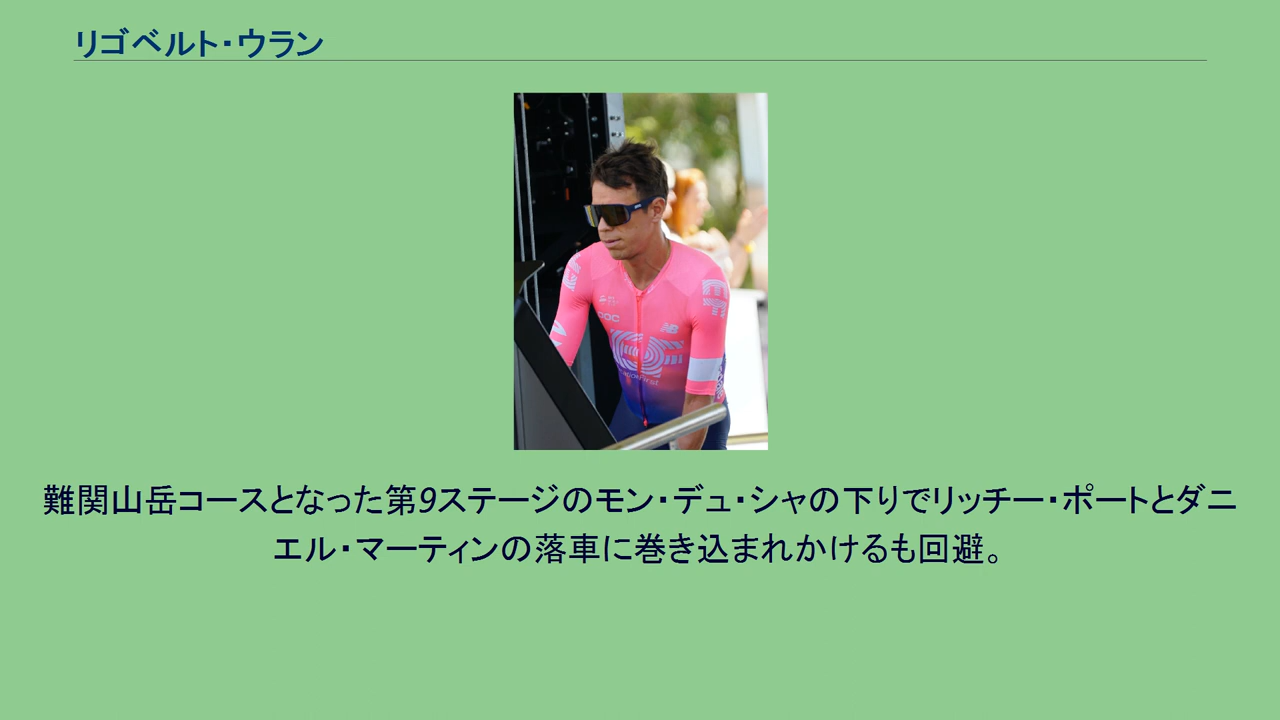 リゴベルト・ウラン
POC
NB
EF
難関山岳コースとなった第9ステージのモン・デュ・シャの下りでリッチー・ポートとダニ
エル・マーティンの落車に巻き込まれかけるも回避。